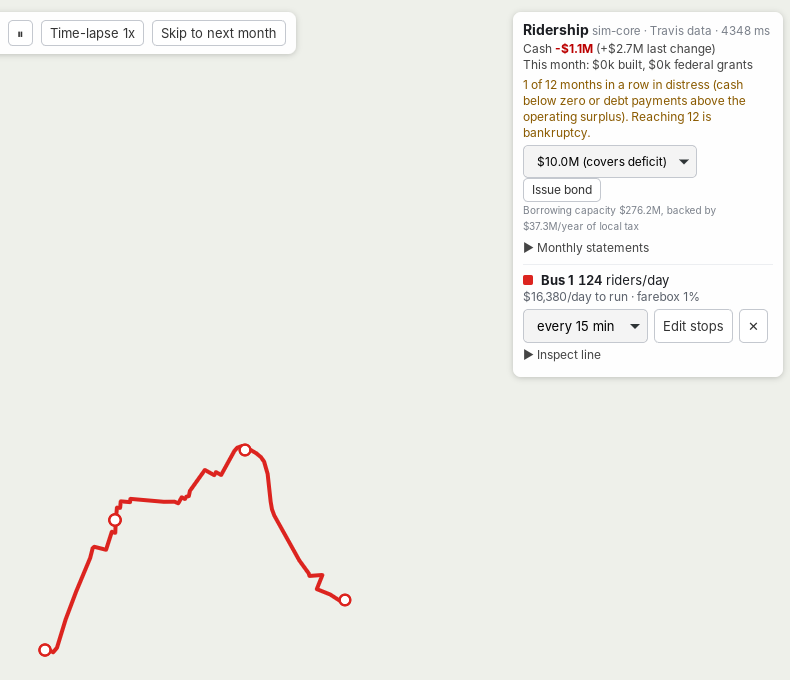 ⏸ Time-lapse 1x Skip to next month
Ridership sim-core · Travis data · 4348 ms
Cash -$1.1M (+$2.7M last change)
This month: $0k built, $0k federal grants
1 of 12 months in a row in distress (cash
below zero or debt payments above the
operating surplus). Reaching 12 is
bankruptcy.
$10.0M (covers deficit)
Issue bond
Borrowing capacity $276.2M, backed by
$37.3M/year of local tax
▶ Monthly statements
Bus 1 124 riders/day
$16,380/day to run · farebox 1%
every 15 min Edit stops ✕
▶ Inspect line